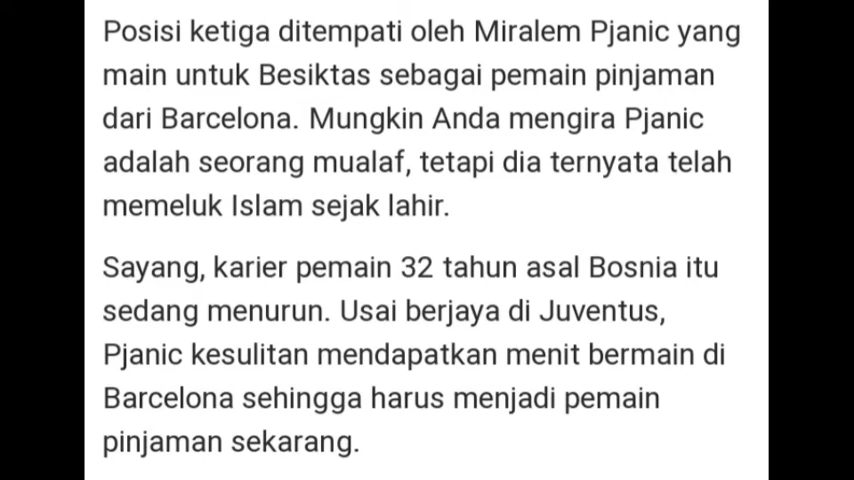 Posisi ketiga ditempati oleh Miralem Pjanic yang
main untuk Besiktas sebagai pemain pinjaman
dari Barcelona. Mungkin Anda mengira Pjanic
adalah seorang mualaf, tetapi dia ternyata telah
memeluk Islam sejak lahir.
Sayang, karier pemain 32 tahun asal Bosnia itu
sedang menurun. Usai berjaya di Juventus,
Pjanic kesulitan mendapatkan menit bermain di
Barcelona sehingga harus menjadi pemain
pinjaman sekarang.